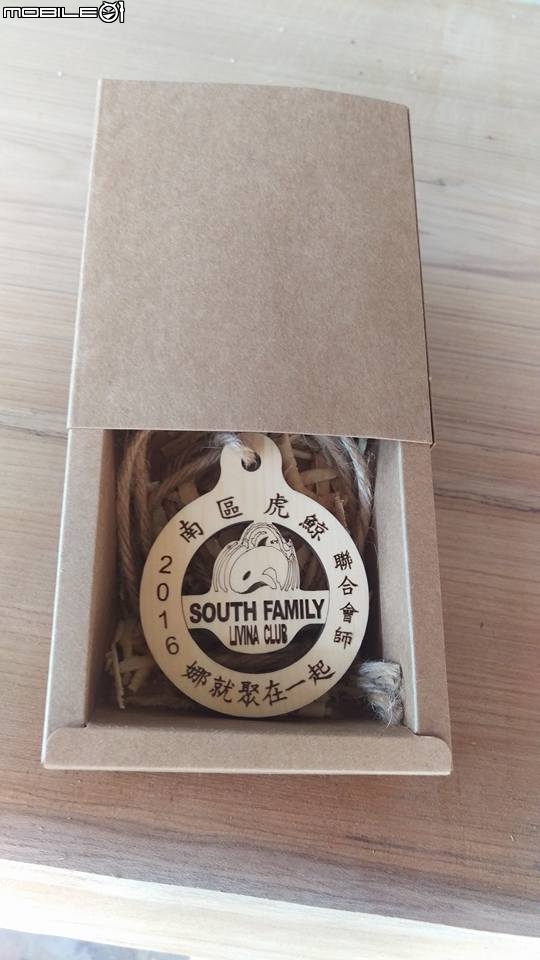 MOBILE01
南區 虎鯨
聯合會師
2016
SOUTH FAMILY
LIVINA CLUB
娜就聚在一起